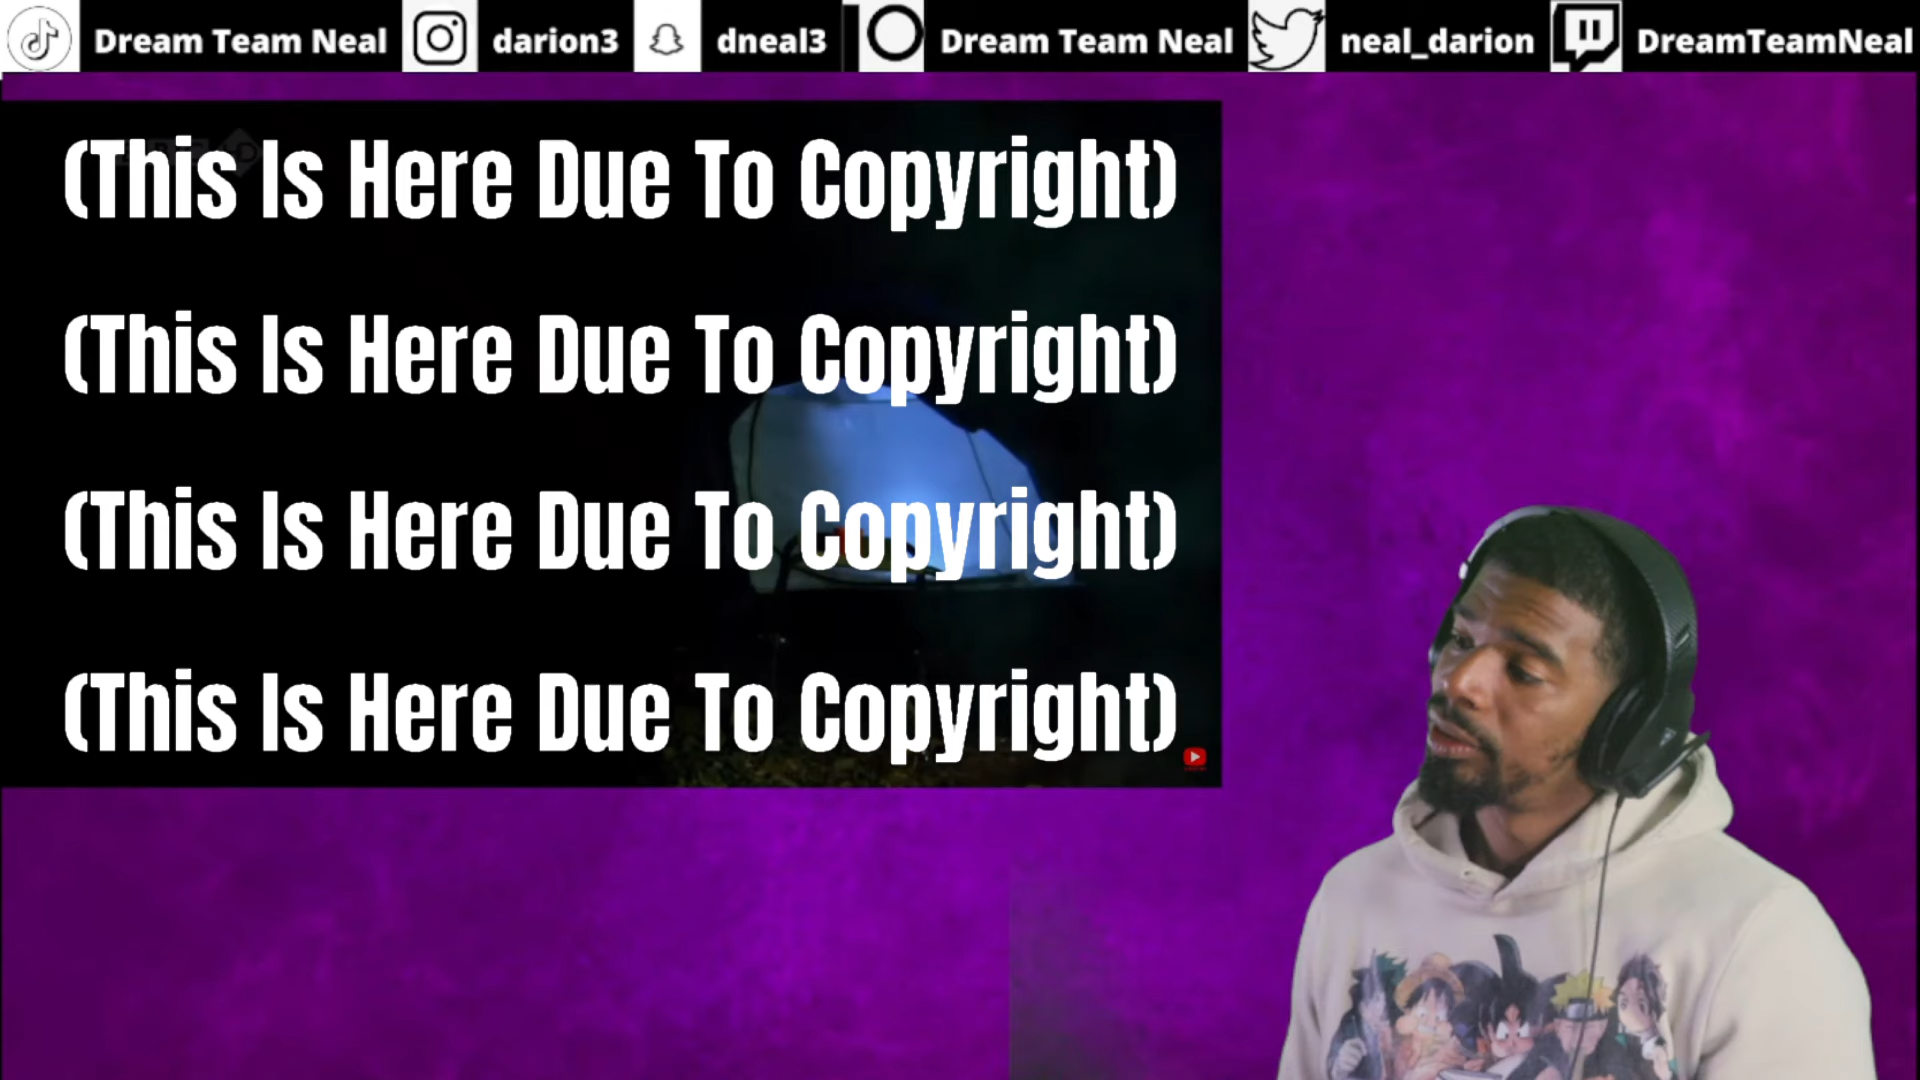 Dream Team Neal darion3 dneal3 Dream Team Neal neal_darion DreamTeamNeal
(This Is Here Due To Copyright)
(This Is Here Due To Copyright)
(This Is Here Due To Copyright)
(This Is Here Due To Copyright)